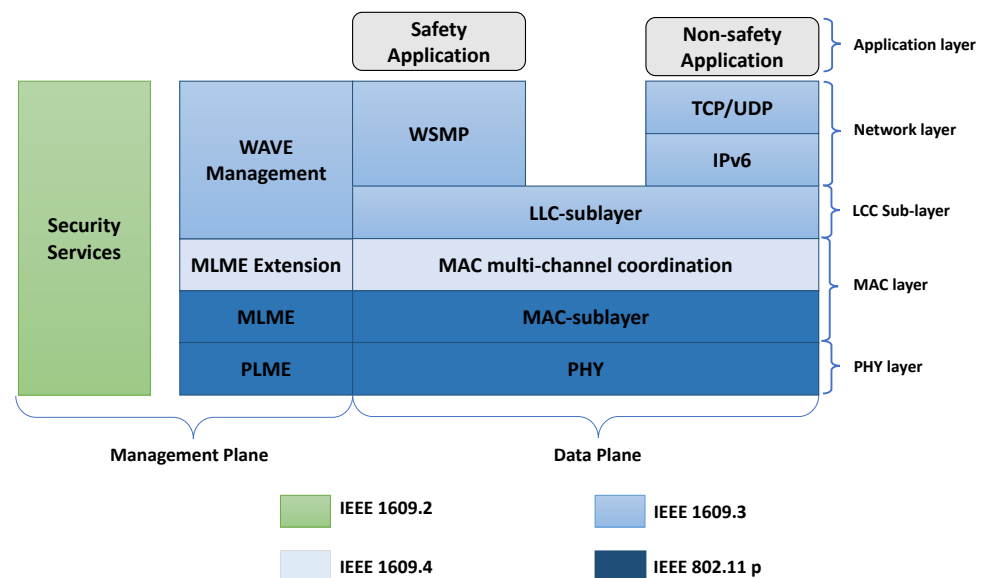 Safety
Application
Non-safety
Application
Application layer
Security
Services
WAVE
Management
WSMP
TCP/UDP
IPv6
Network layer
LLC-sublayer
LCC Sub-layer
MLME Extension
MAC multi-channel coordination
MAC layer
MLME
MAC-sublayer
PLME
PHY
PHY layer
Management Plane
Data Plane
IEEE 1609.2
IEEE 1609.3
IEEE 1609.4
IEEE 802.11 p